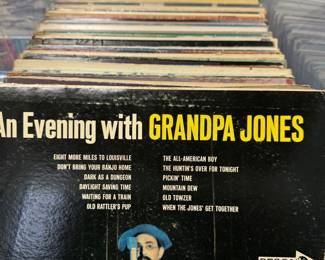 An Evening with GRANDPA JONES
EIGHT MORE MILES TO LOUISVILLE
DON'T BRING YOUR BANJO HOME
DARK AS A DUNGEON
DAYLIGHT SAVING TIME
WAITING FOR A TRAIN
OLD RATTLER'S PUP
THE ALL-AMERICAN BOY
THE HUNTIN'S OVER FOR TONIGHT
PICKIN' TIME
MOUNTAIN DEW
OLD TOWZER
WHEN THE JONES' GET TOGETHER